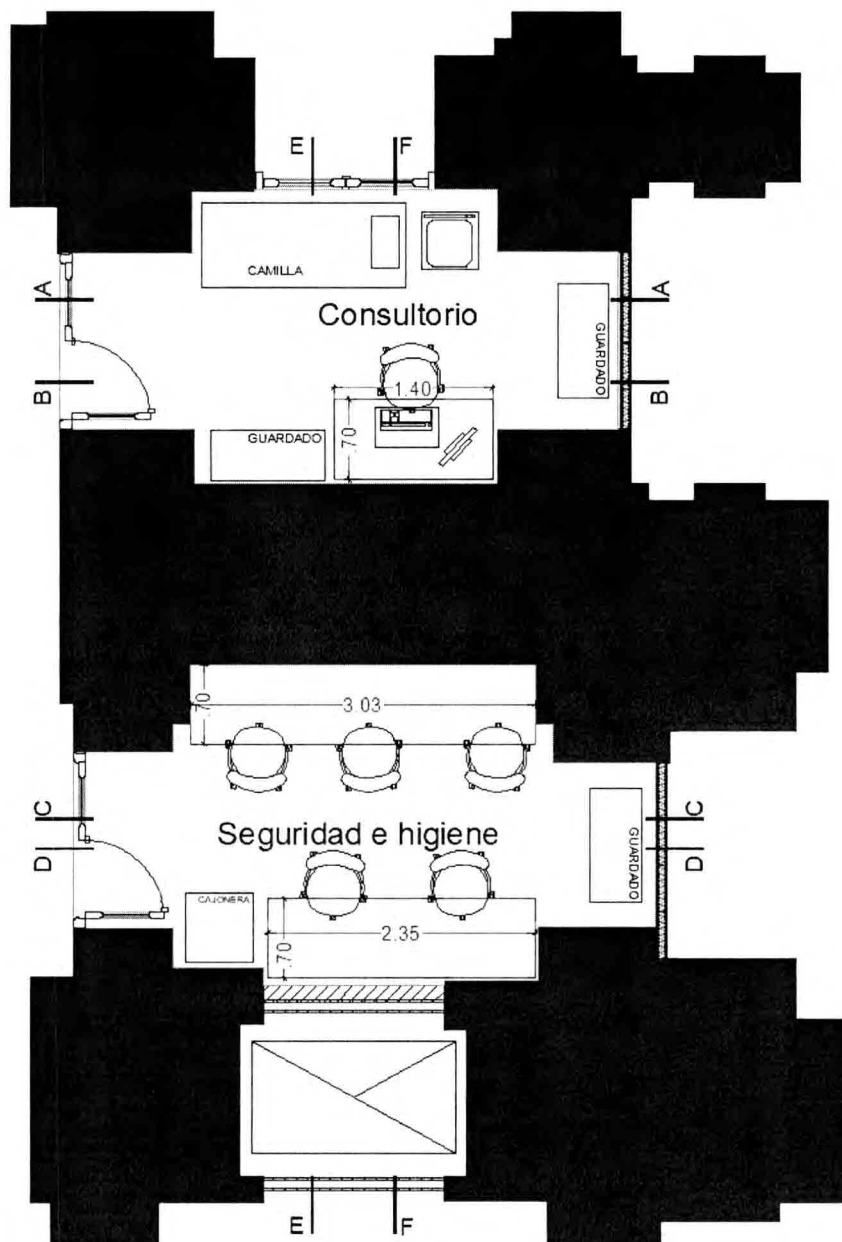 E F
CAMILLA
A A
Consultorio
GUARDADO
B B
1.40
.70
GUARDADO
.70
3.03
C C
Seguridad e higiene
GUARDADO
D D
CAJONERA
2.35
.70
E F